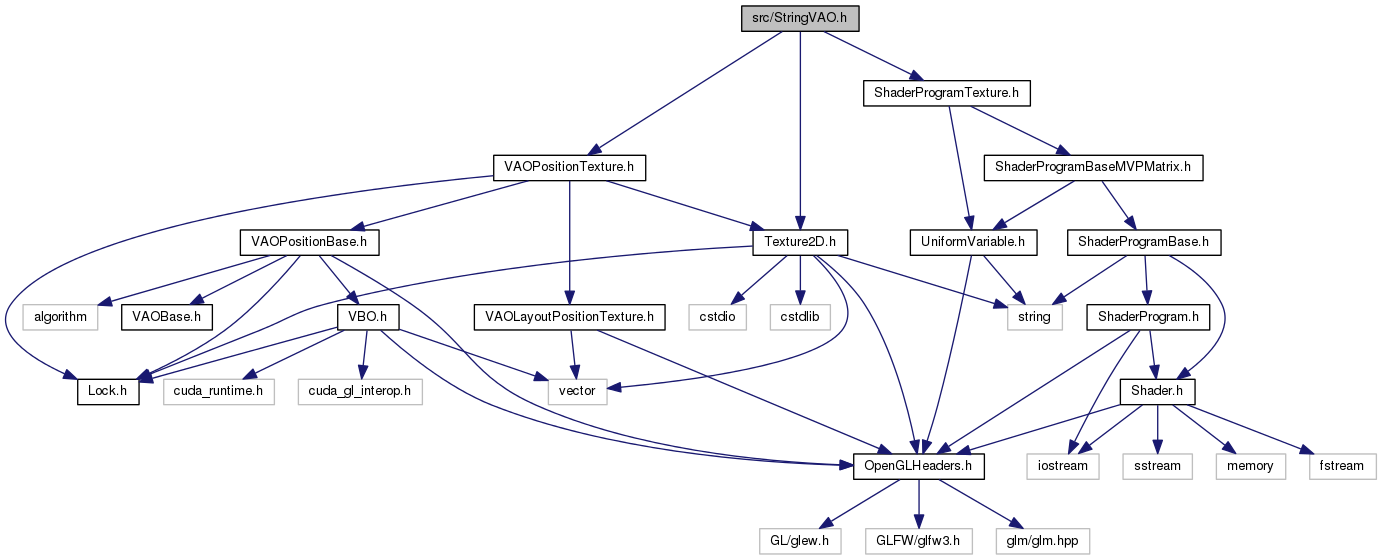 src/StringVAO.h
ShaderProgramTexture.h
VAOPositionTexture.h
ShaderProgramBaseMVPMatrix.h
VAOPositionBase.h
Texture2D.h
UniformVariable.h
ShaderProgramBase.h
algorithm
VAOBase.h
VBO.h
VAOLayoutPositionTexture.h
cstdio
cstdlib
string
ShaderProgram.h
Lock.h
cuda_runtime.h
cuda_gl_interop.h
vector
Shader.h
OpenGLHeaders.h
iostream
sstream
memory
fstream
GL/glew.h
GLFW/glfw3.h
glm/glm.hpp